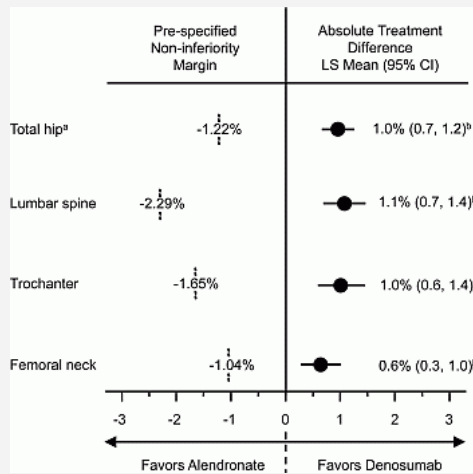 Pre-specified
Non-inferiority
Margin
Absolute Treatment
Difference
LS Mean (95% CI)
Total hipᵃ
-1.22%
1.0% (0.7, 1.2)ᵇ
Lumbar spine
-2.29%
1.1% (0.7, 1.4)
Trochanter
-1.65%
1.0% (0.6, 1.4)
Femoral neck
-1.04%
0.6% (0.3, 1.0)
-3 -2 -1 0 1 2 3
Favors Alendronate Favors Denosumab